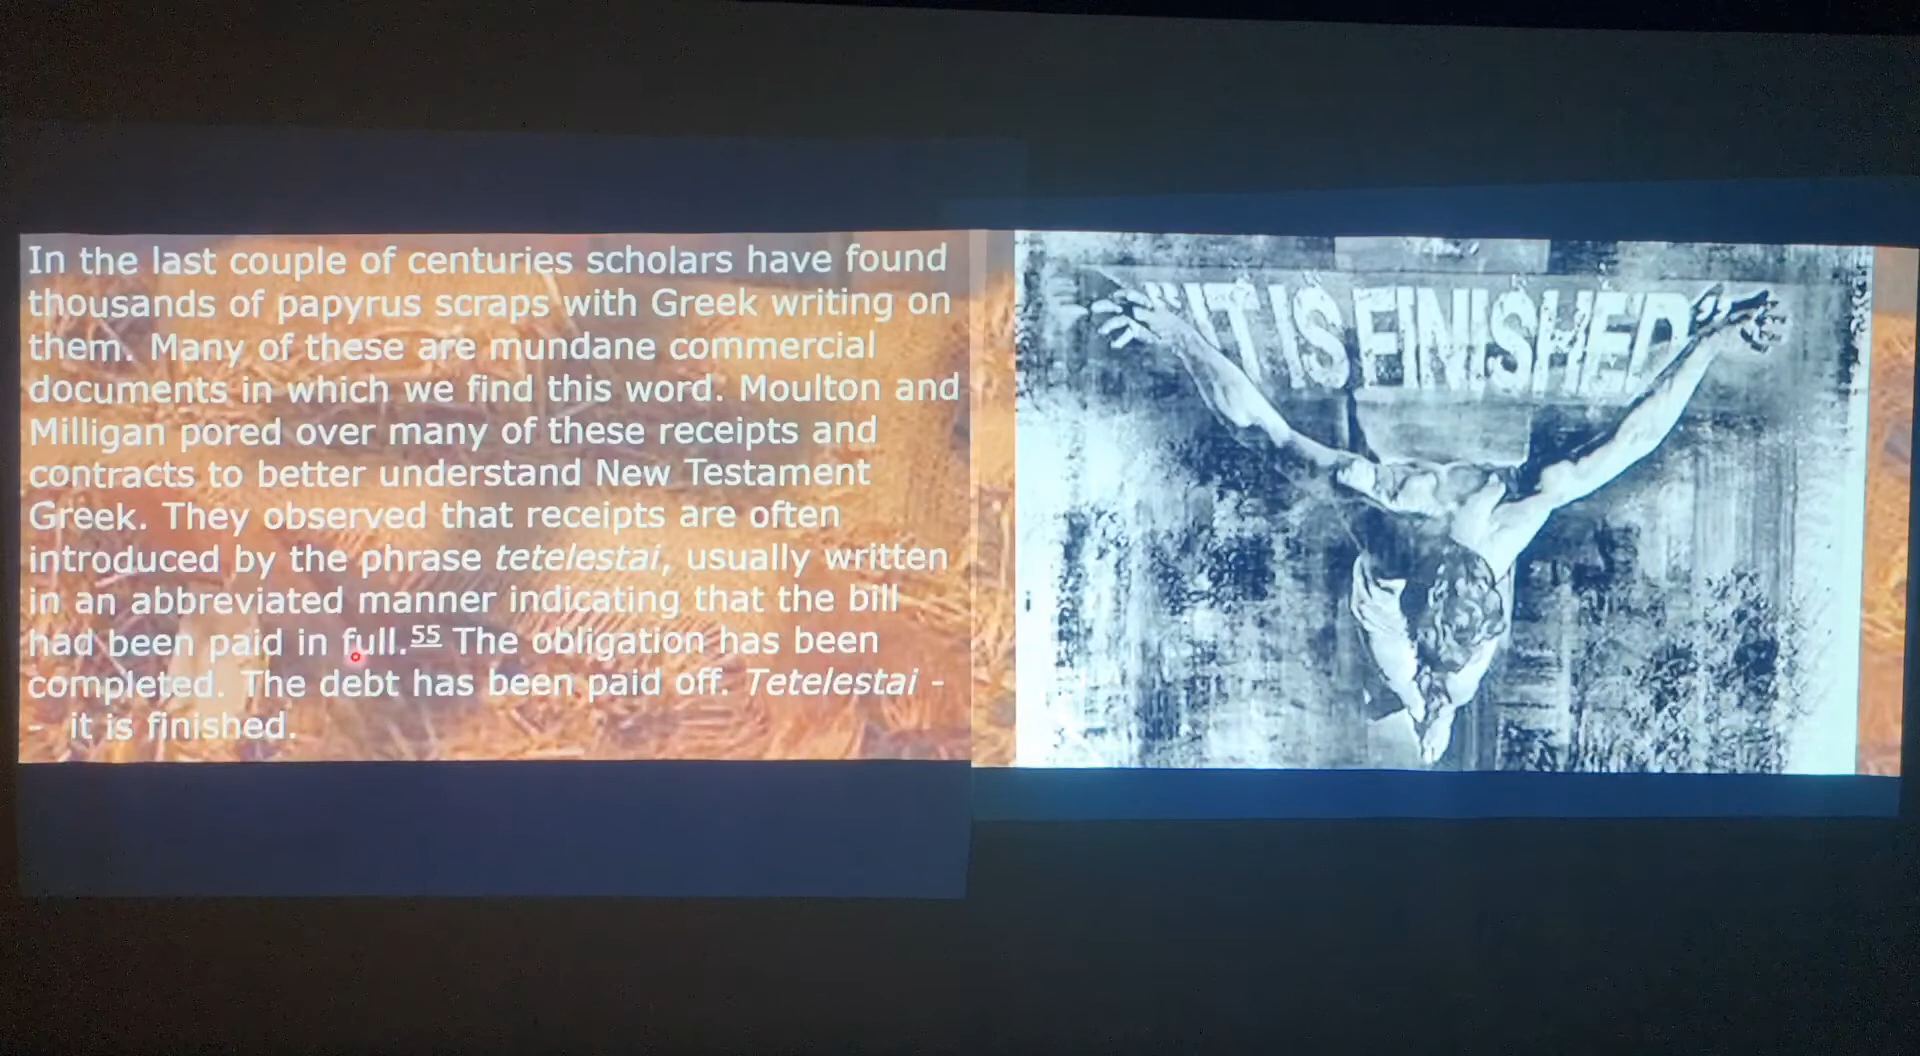 In the last couple of centuries scholars have found
thousands of papyrus scraps with Greek writing on
them. Many of these are mundane commercial
documents in which we find this word. Moulton and
Milligan pored over many of these receipts and
contracts to better understand New Testament
Greek. They observed that receipts are often
introduced by the phrase tetelestai, usually written
in an abbreviated manner indicating that the bill
had been paid in full.55 The obligation has been
completed. The debt has been paid off. Tetelestai -
- it is finished.
"IT IS FINISHED